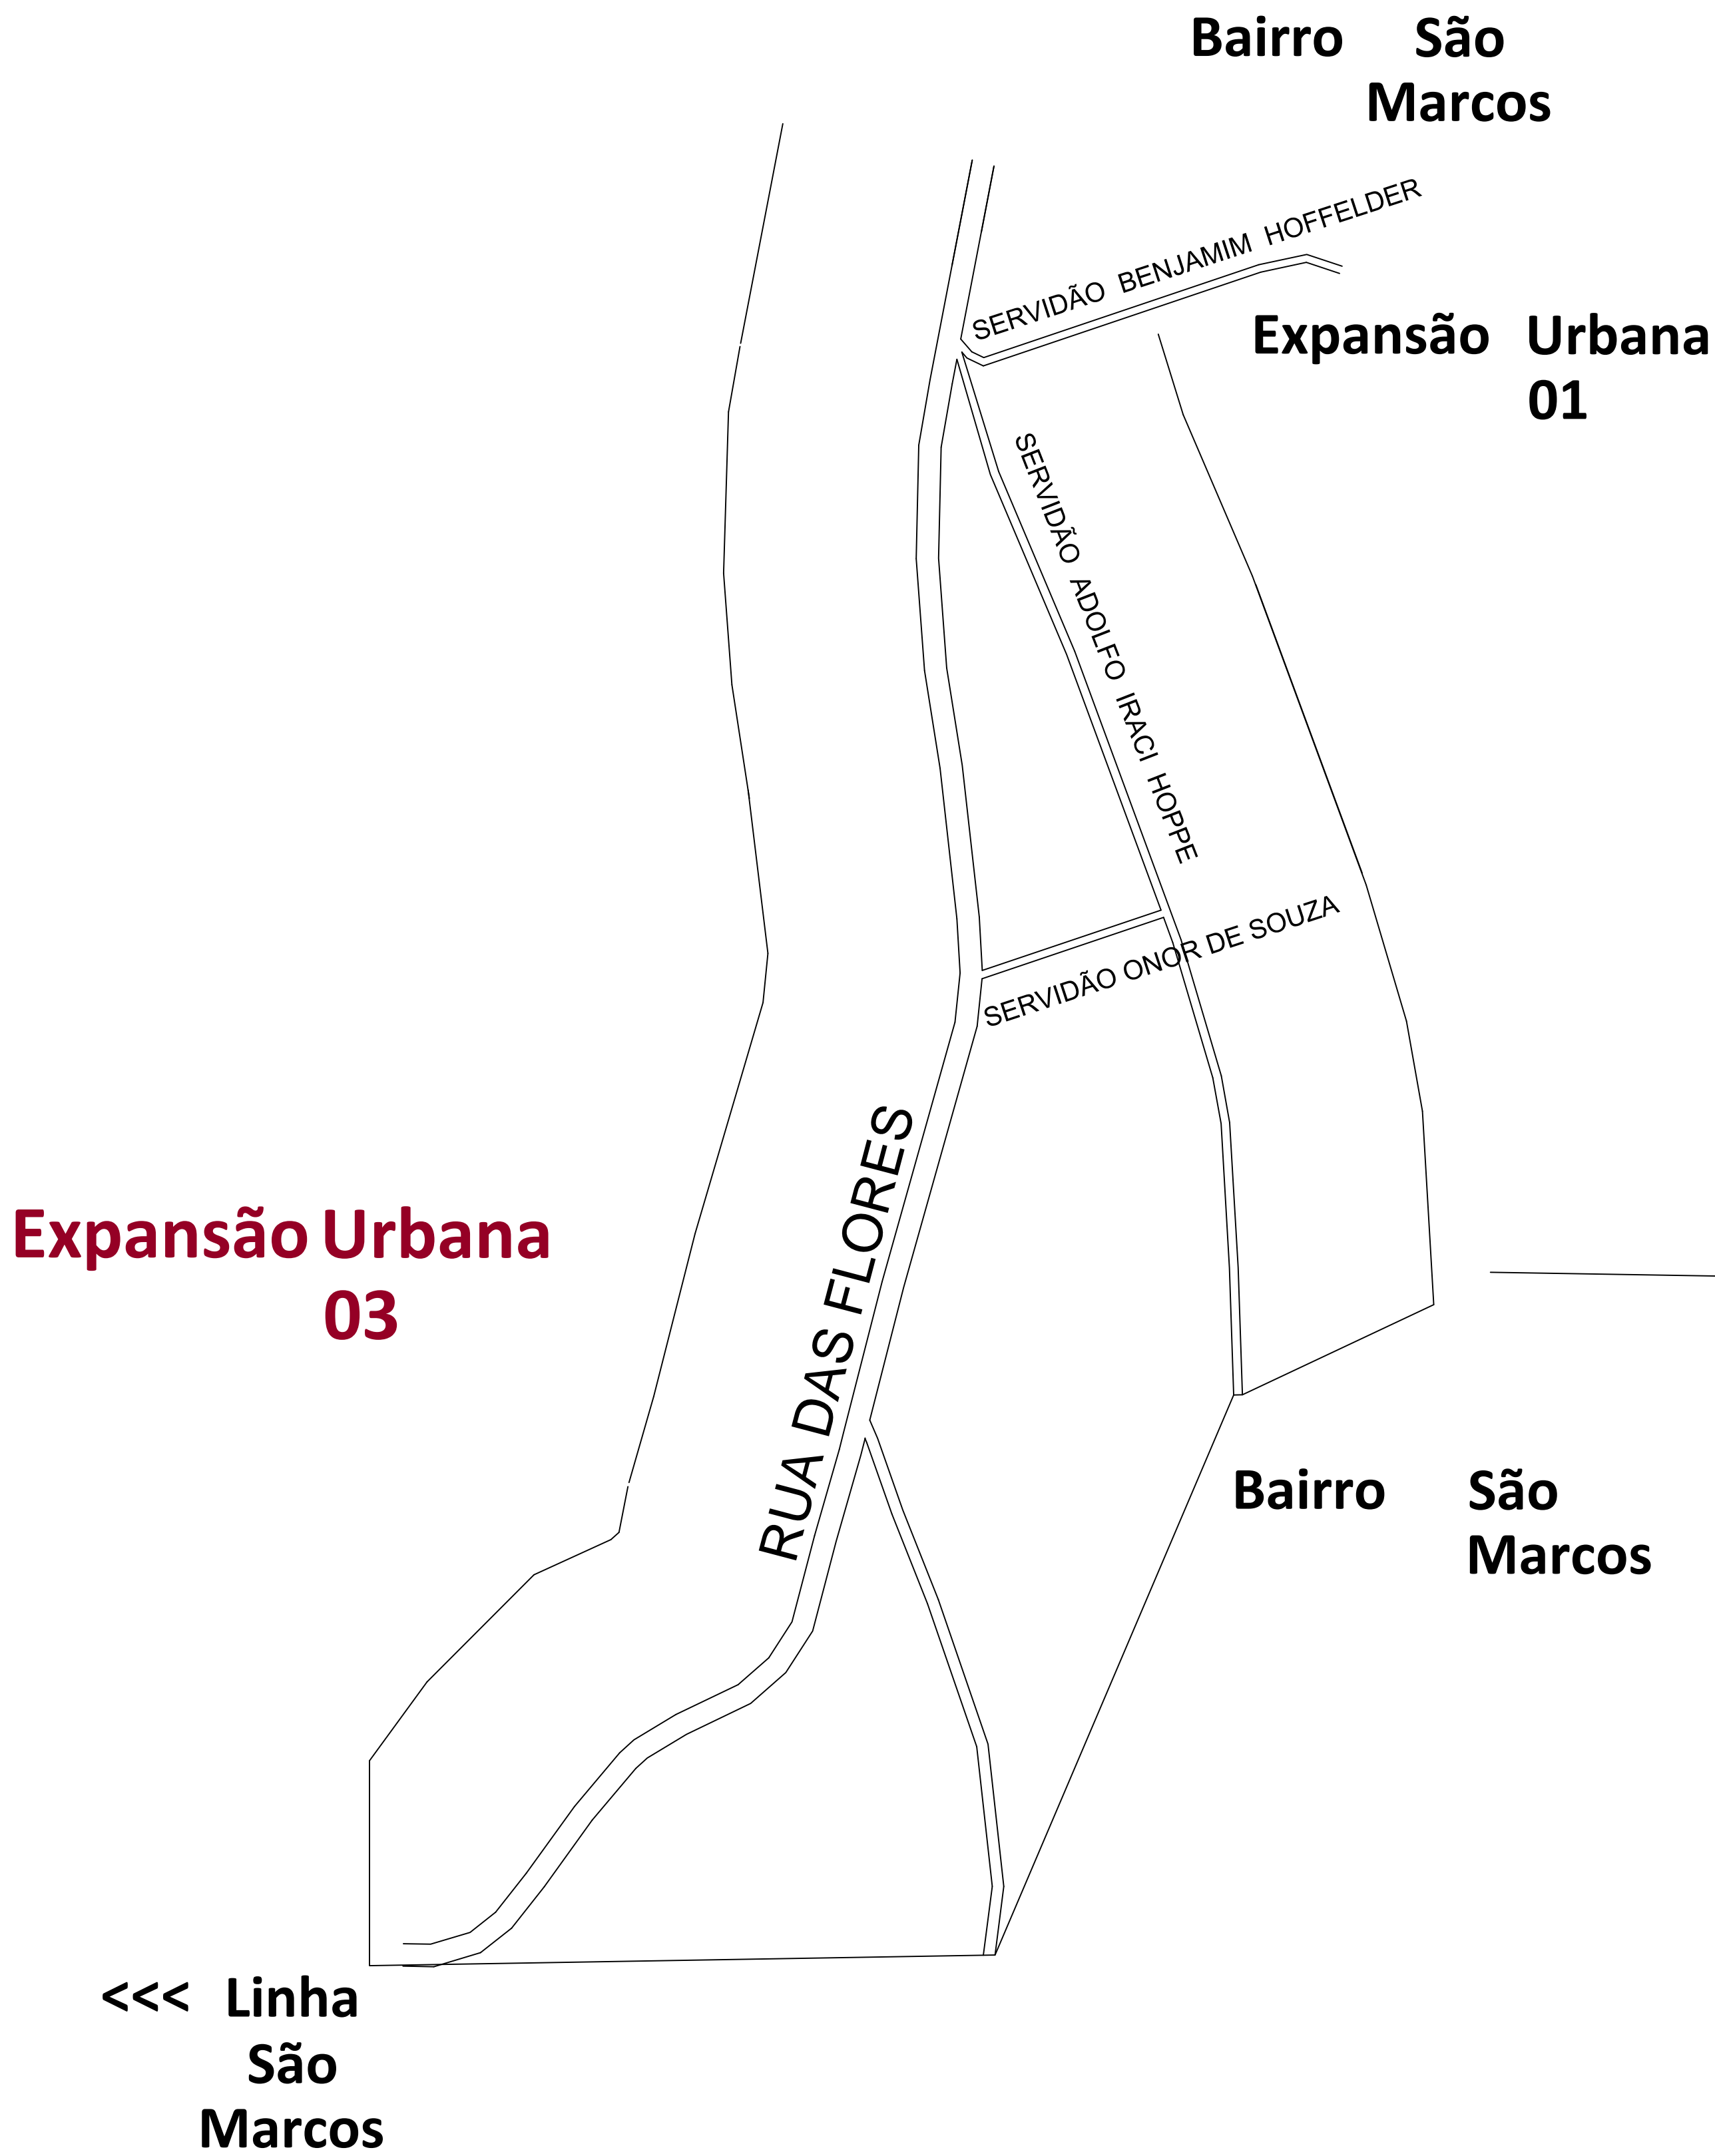 Bairro São
Marcos
SERVIDÃO BENJAMIM HOFFELDER
Expansão Urbana
01
SERVIDÃO ADOLFO IRACI HOPPE
SERVIDÃO ONOR DE SOUZA
RUA DAS FLORES
Expansão Urbana
03
Bairro São
Marcos
<<< Linha
São
Marcos